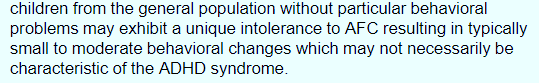 children from the general population without particular behavioral
problems may exhibit a unique intolerance to AFC resulting in typically
small to moderate behavioral changes which may not necessarily be
characteristic of the ADHD syndrome.